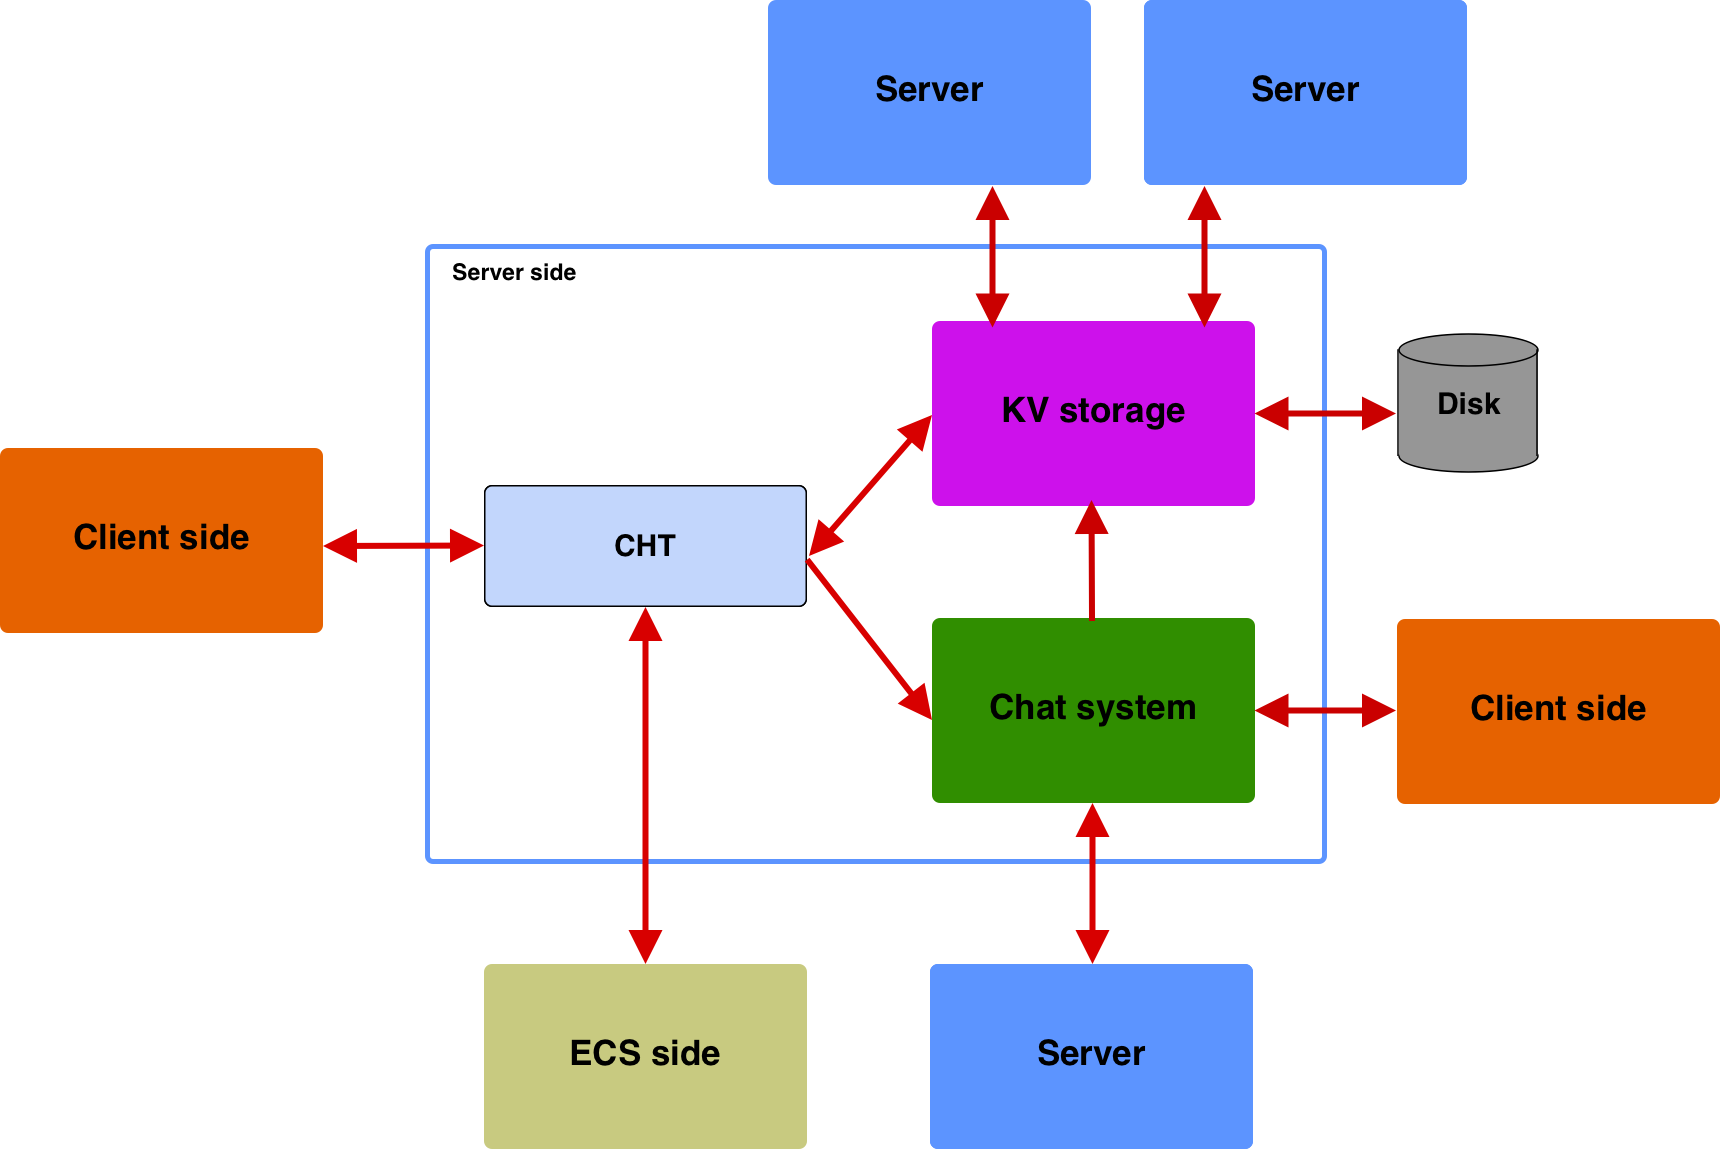 Server
Server
Server side
KV storage
Disk
Client side
CHT
Chat system
Client side
ECS side
Server